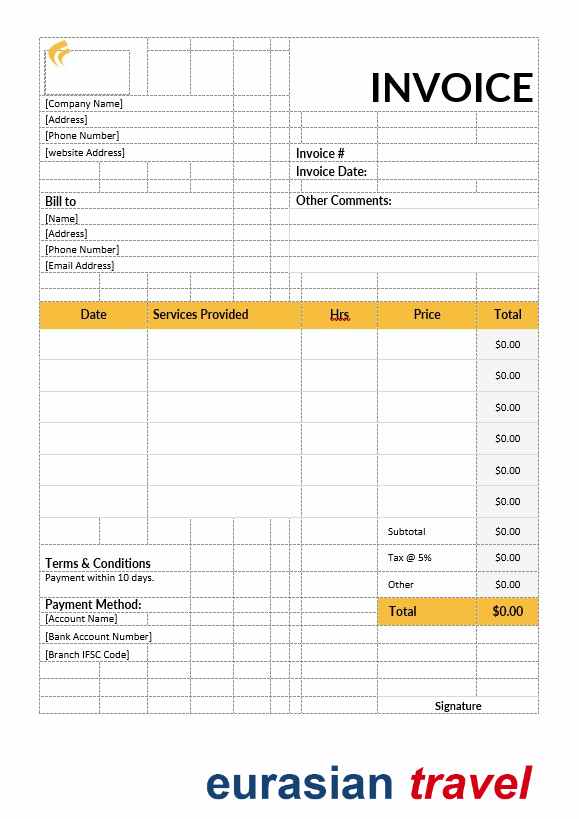 INVOICE
[Company Name]
[Address]
[Phone Number]
[website Address]
Invoice #
Invoice Date:
Bill to
Other Comments:
[Name]
[Address]
[Phone Number]
[Email Address]
Date Services Provided Hrs Price Total
$0.00
$0.00
$0.00
$0.00
$0.00
$0.00
Subtotal $0.00
Tax @ 5% $0.00
Terms & Conditions
Payment within 10 days.
Other $0.00
Payment Method:
Total $0.00
[Account Name]
[Bank Account Number]
[Branch IFSC Code]
Signature
eurasian travel